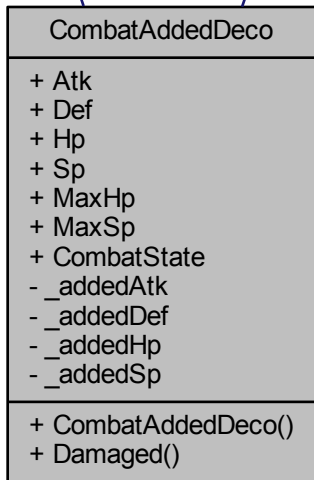 CombatAddedDeco
+ Atk
+ Def
+ Hp
+ Sp
+ MaxHp
+ MaxSp
+ CombatState
- _addedAtk
- _addedDef
- _addedHp
- _addedSp
+ CombatAddedDeco()
+ Damaged()